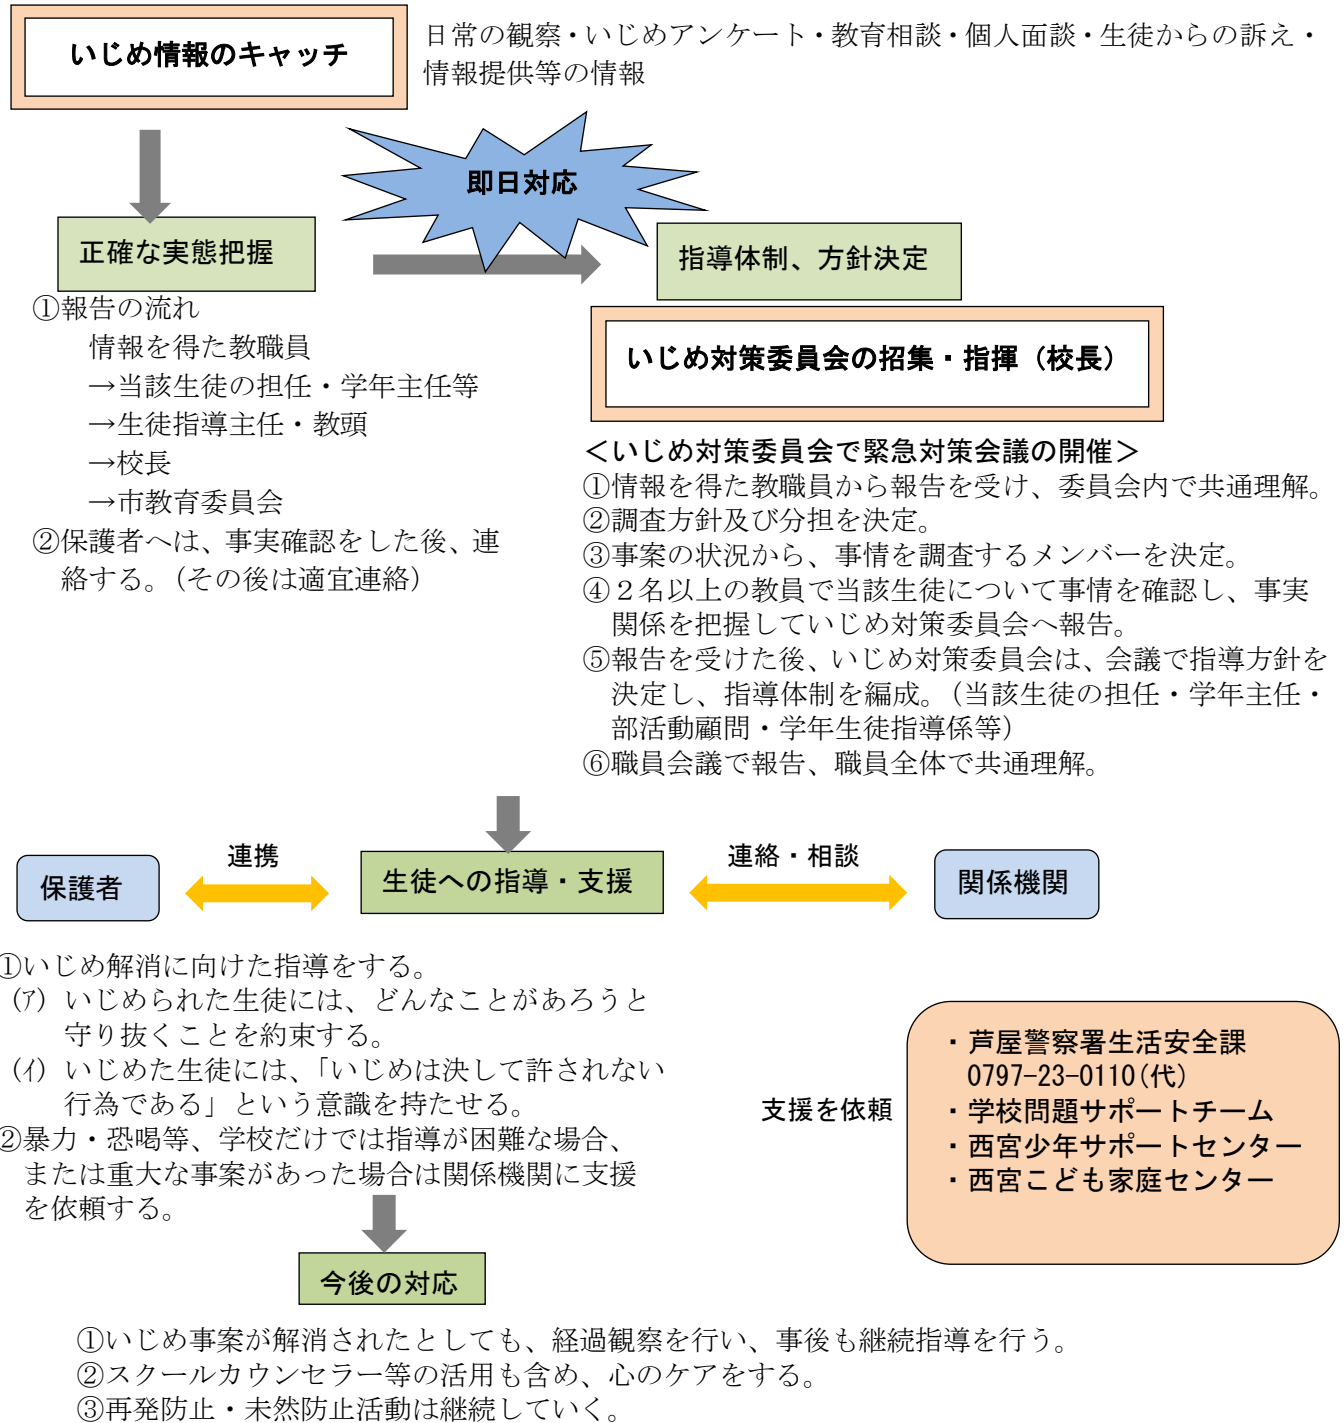 いじめ情報のキャッチ
日常の観察・いじめアンケート・教育相談・個人面談・生徒からの訴え・
情報提供等の情報
即日対応
正確な実態把握
①報告の流れ
情報を得た教職員
→当該生徒の担任・学年主任等
→生徒指導主任・教頭
→校長
→市教育委員会
②保護者へは、事実確認をした後、連
絡する。（その後は適宜連絡）
指導体制、方針決定
いじめ対策委員会の招集・指揮（校長）
＜いじめ対策委員会で緊急対策会議の開催＞
①情報を得た教職員から報告を受け、委員会内で共通理解。
②調査方針及び分担を決定。
③事案の状況から、事情を調査するメンバーを決定。
④２名以上の教員で当該生徒について事情を確認し、事実
関係を把握していじめ対策委員会へ報告。
⑤報告を受けた後、いじめ対策委員会は、会議で指導方針を
決定し、指導体制を編成。（当該生徒の担任・学年主任・
部活動顧問・学年生徒指導係等）
⑥職員会議で報告、職員全体で共通理解。
保護者
連携
生徒への指導・支援
連絡・相談
関係機関
①いじめ解消に向けた指導をする。
(ｱ) いじめられた生徒には、どんなことがあろうと
守り抜くことを約束する。
(ｲ) いじめた生徒には、「いじめは決して許されない
行為である」という意識を持たせる。
②暴力・恐喝等、学校だけでは指導が困難な場合、
または重大な事案があった場合は関係機関に支援
を依頼する。
支援を依頼
・芦屋警察署生活安全課
0797-23-0110(代)
・学校問題サポートチーム
・西宮少年サポートセンター
・西宮こども家庭センター
今後の対応
①いじめ事案が解消されたとしても、経過観察を行い、事後も継続指導を行う。
②スクールカウンセラー等の活用も含め、心のケアをする。
③再発防止・未然防止活動は継続していく。